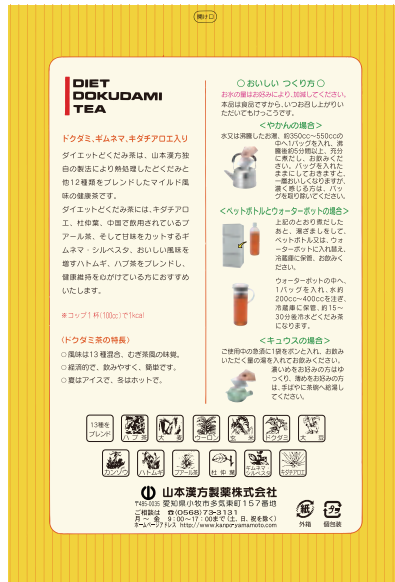 開け口
DIET
DOKUDAMI
TEA
ドクダミ、ギムネマ、キダチアロエ入り
ダイエットどくだみ茶は、山本漢方独
自の製法により熱処理したどくだみと
他12種類をブレンドしたマイルド風
味の健康茶です。
ダイエットどくだみ茶には、キダチアロ
エ、杜仲葉、中国で飲用されているプ
アール茶、そして甘味をカットするギ
ムネマ・シルベスタ、おいしい風味を
増すハトムギ、ハブ茶をブレンドし、
健康維持を心がけている方におすすめ
いたします。
※コップ1杯(100cc)で1kcal
〈ドクダミ茶の特長〉
○風味は13種混合、むぎ茶風の味覚。
○経済的で、飲みやすく、簡単です。
○夏はアイスで、冬はホットで。
○おいしい つくり方○
お水の量はお好みにより、加減してください。
本品は食品ですから、いつお召し上がりい
ただいてもけっこうです。
<やかんの場合>
水又は沸騰したお湯、約350cc〜550ccの
中へ1バッグを入れ、沸
騰後約5分間以上、充分
に煮だし、お飲みくだ
さい。バッグを入れた
ままにしておきますと、
一層おいしくなりますが、
濃く感じる方は、バッ
グを取り除いてください。
<ペットボトルとウォーターポットの場合>
上記のとおり煮だした
あと、湯ざましをして、
ペットボトル又は、ウォ
ーターポットに入れ替え、
冷蔵庫に保管、お飲みく
ださい。
ウォーターポットの中へ、
1バッグを入れ、水約
200cc〜400ccを注ぎ、
冷蔵庫に保管、約15〜
30分後冷水どくだみ茶
になります。
<キュウスの場合>
ご使用中の急須に1袋をポンと入れ、お飲み
いただく量の湯を入れてお飲みください。
濃いめをお好みの方はゆ
っくり、薄めをお好みの方
は、手ばやに茶碗へ給湯し
てください。
13種を
ブレンド
ハブ茶
大麦
ウーロン
玄米
ドクダミ
大豆
カンゾウ
ハトムギ
プアール茶
杜仲葉
ギムネマ・
シルベスタ
キダチアロエ
山本漢方製薬株式会社
〒485-0035 愛知県小牧市多気東町157番地
ご相談は ☎(0568)73-3131
月〜金 9:00〜17:00まで(土、日、祝を除く)
ホームページアドレス http://www.kanpo-yamamoto.com/
紙
外箱
プラ
個包装